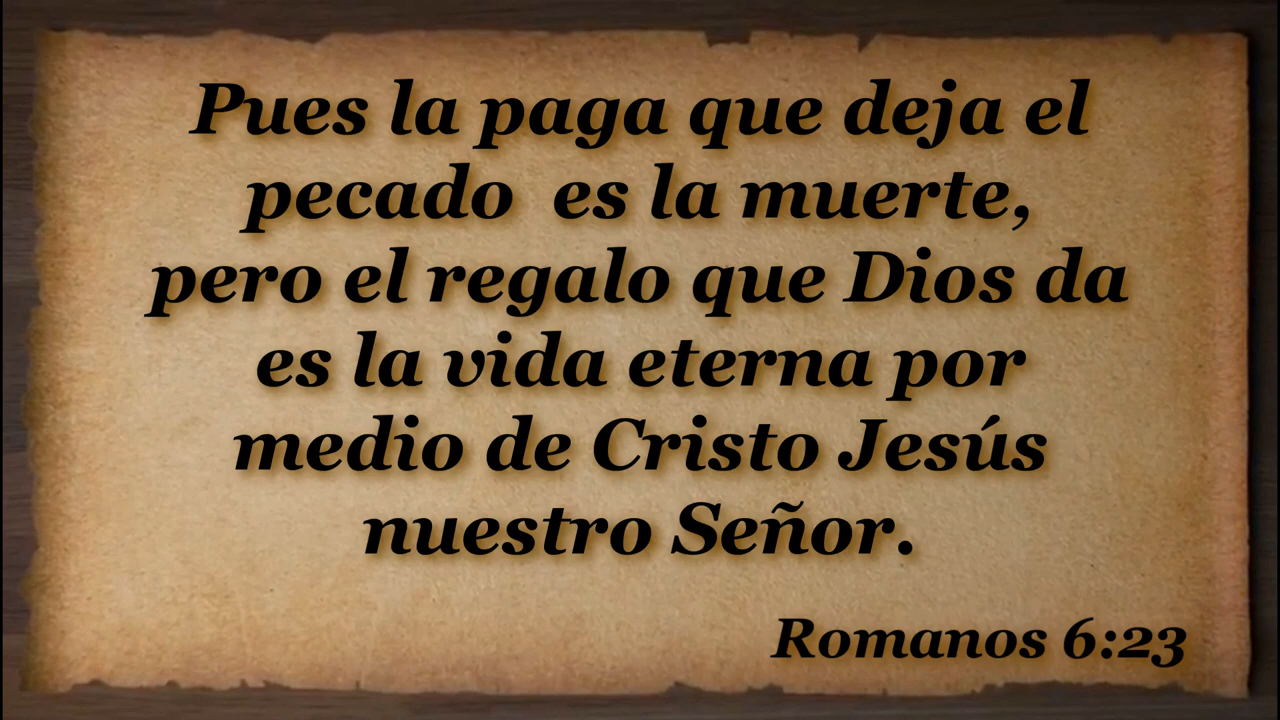 Pues la paga que deja el
pecado  es la muerte,
pero el regalo que Dios da
es la vida eterna por
medio de Cristo Jesús
nuestro Señor.
Romanos 6:23